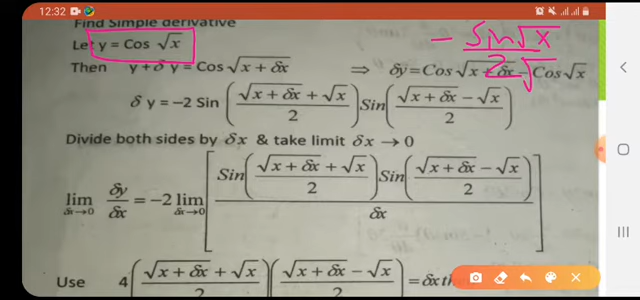 12:32
Find Simple derivative
Let y = Cos √x
− Sin√x / 2√
Then y + δ y = Cos √(x + δx) ⇒ δy = Cos √(x + δx) − Cos √x
δ y = −2 Sin ( (√(x + δx) + √x) / 2 ) Sin ( (√(x + δx) − √x) / 2 )
Divide both sides by δx & take limit δx → 0
lim δx→0 δy/δx = −2 lim δx→0 [ Sin ( (√(x + δx) + √x) / 2 ) Sin ( (√(x + δx) − √x) / 2 ) / δx ]
Use 4 ( (√(x + δx) + √x) / 2 ) ( (√(x + δx) − √x) / 2 ) = δx